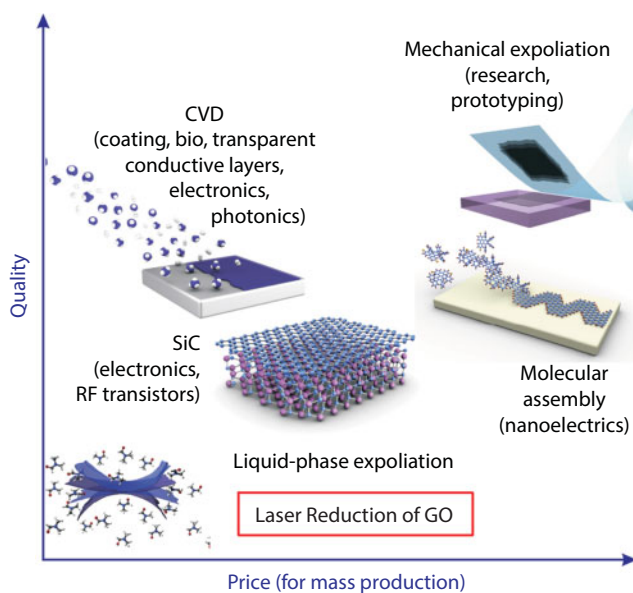 Mechanical expoliation
(research,
prototyping)
CVD
(coating, bio, transparent
conductive layers,
electronics,
photonics)
Quality
SiC
(electronics,
RF transistors)
Molecular
assembly
(nanoelectrics)
Liquid-phase expoliation
Laser Reduction of GO
Price (for mass production)